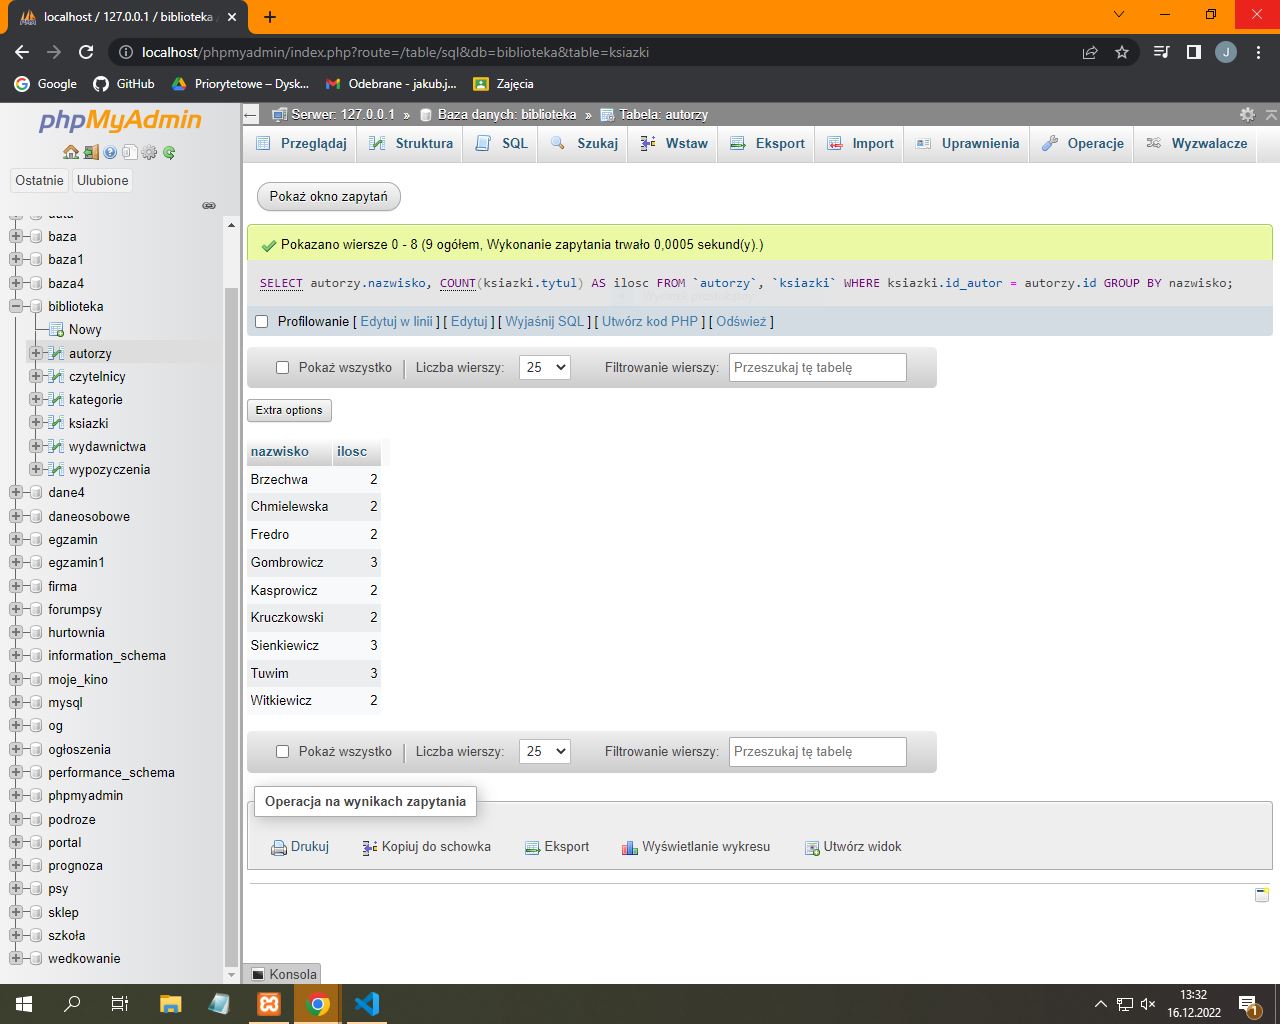 localhost / 127.0.0.1 / biblioteka
localhost/phpmyadmin/index.php?route=/table/sql&db=biblioteka&table=ksiazki
J
Google
GitHub
Priorytetowe – Dysk...
Odebrane - jakub.j...
Zajęcia
phpMyAdmin
Ostatnie
Ulubione
baza
baza1
baza4
biblioteka
Nowy
autorzy
czytelnicy
kategorie
ksiazki
wydawnictwa
wypozyczenia
dane4
daneosobowe
egzamin
egzamin1
firma
forumpsy
hurtownia
information_schema
moje_kino
mysql
og
ogłoszenia
performance_schema
phpmyadmin
podroze
portal
prognoza
psy
sklep
szkoła
wedkowanie
Serwer: 127.0.0.1 » Baza danych: biblioteka » Tabela: autorzy
Przeglądaj
Struktura
SQL
Szukaj
Wstaw
Eksport
Import
Uprawnienia
Operacje
Wyzwalacze
Pokaż okno zapytań
Pokazano wiersze 0 - 8 (9 ogółem, Wykonanie zapytania trwało 0,0005 sekund(y).)
SELECT autorzy.nazwisko, COUNT(ksiazki.tytul) AS ilosc FROM `autorzy`, `ksiazki` WHERE ksiazki.id_autor = autorzy.id GROUP BY nazwisko;
Profilowanie [ Edytuj w linii ] [ Edytuj ] [ Wyjaśnij SQL ] [ Utwórz kod PHP ] [ Odśwież ]
Pokaż wszystko
Liczba wierszy:
25
Filtrowanie wierszy:
Przeszukaj tę tabelę
Extra options
nazwisko ilosc
Brzechwa 2
Chmielewska 2
Fredro 2
Gombrowicz 3
Kasprowicz 2
Kruczkowski 2
Sienkiewicz 3
Tuwim 3
Witkiewicz 2
Pokaż wszystko
Liczba wierszy:
25
Filtrowanie wierszy:
Przeszukaj tę tabelę
Operacja na wynikach zapytania
Drukuj
Kopiuj do schowka
Eksport
Wyświetlanie wykresu
Utwórz widok
Konsola
13:32
16.12.2022
1